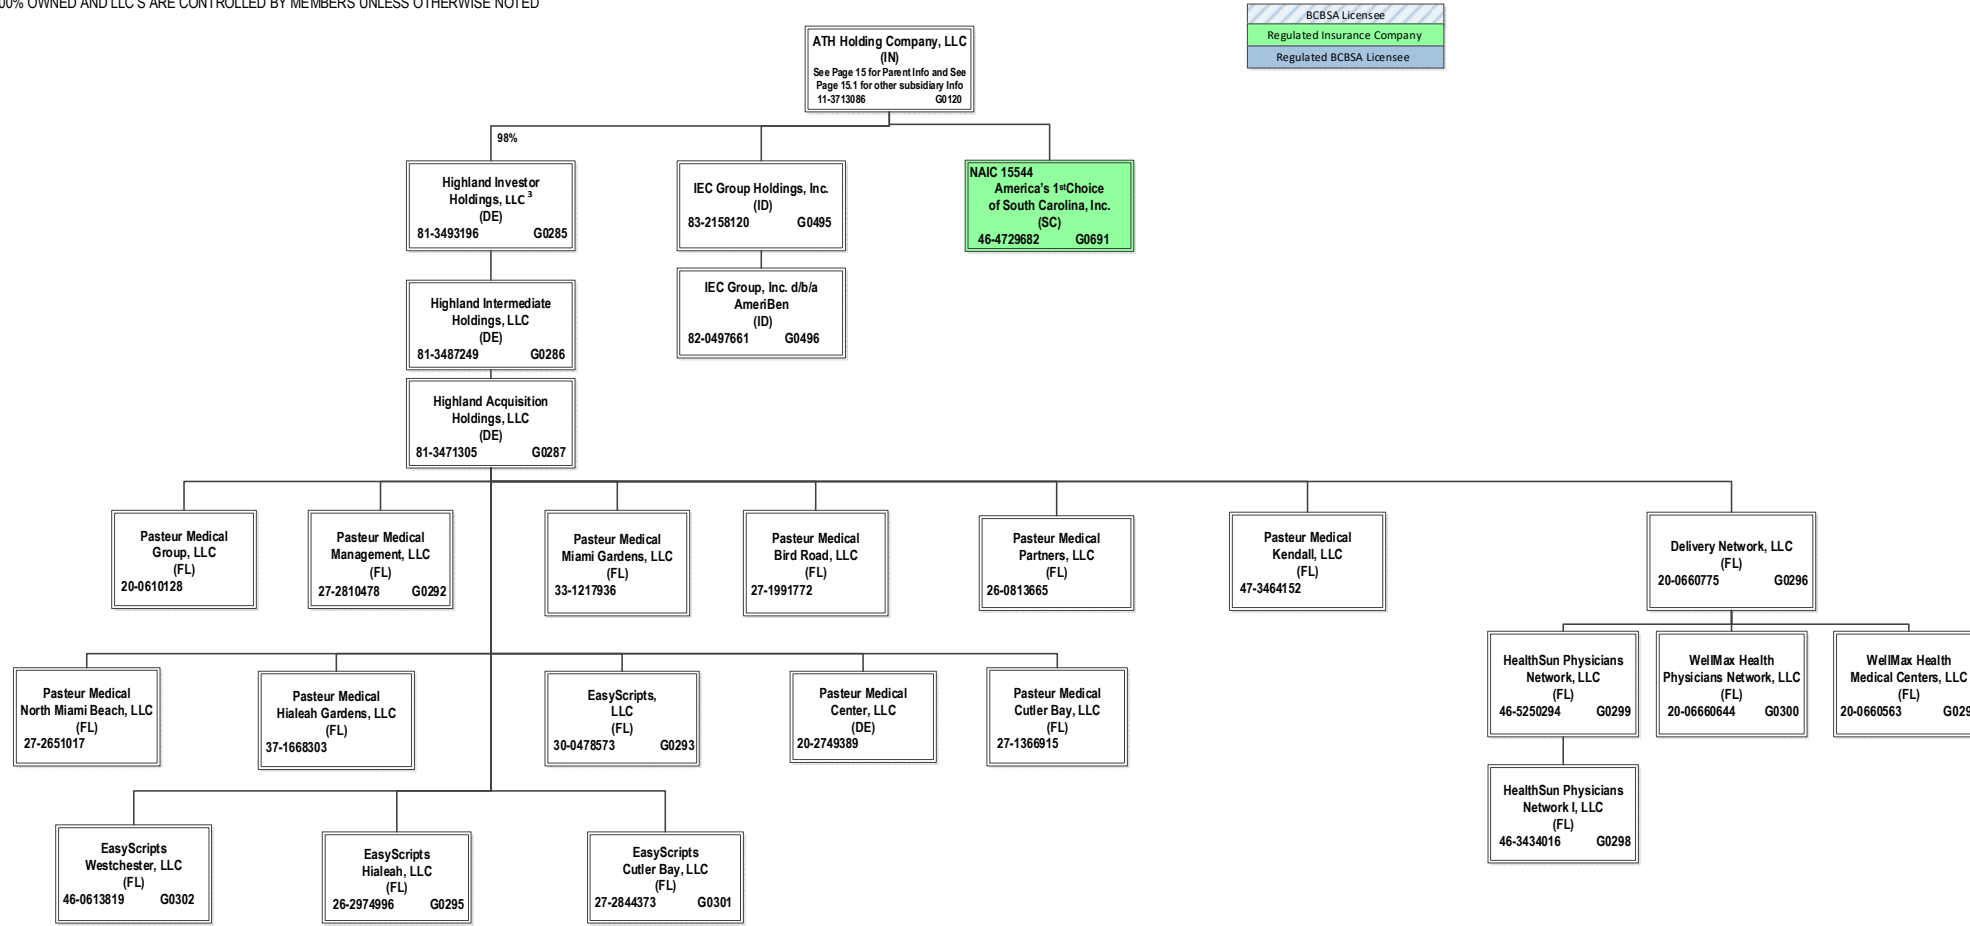 00% OWNED AND LLC'S ARE CONTROLLED BY MEMBERS UNLESS OTHERWISE NOTED
BCBSA Licensee
Regulated Insurance Company
Regulated BCBSA Licensee
ATH Holding Company, LLC
(IN)
See Page 15 for Parent Info and See
Page 15.1 for other subsidiary Info
11-3713086 G0120
98%
Highland Investor
Holdings, LLC ³
(DE)
81-3493196 G0285
IEC Group Holdings, Inc.
(ID)
83-2158120 G0495
NAIC 15544
America's 1stChoice
of South Carolina, Inc.
(SC)
46-4729682 G0691
Highland Intermediate
Holdings, LLC
(DE)
81-3487249 G0286
IEC Group, Inc. d/b/a
AmeriBen
(ID)
82-0497661 G0496
Highland Acquisition
Holdings, LLC
(DE)
81-3471305 G0287
Pasteur Medical
Group, LLC
(FL)
20-0610128
Pasteur Medical
Management, LLC
(FL)
27-2810478 G0292
Pasteur Medical
Miami Gardens, LLC
(FL)
33-1217936
Pasteur Medical
Bird Road, LLC
(FL)
27-1991772
Pasteur Medical
Partners, LLC
(FL)
26-0813665
Pasteur Medical
Kendall, LLC
(FL)
47-3464152
Delivery Network, LLC
(FL)
20-0660775 G0296
Pasteur Medical
North Miami Beach, LLC
(FL)
27-2651017
Pasteur Medical
Hialeah Gardens, LLC
(FL)
37-1668303
EasyScripts,
LLC
(FL)
30-0478573 G0293
Pasteur Medical
Center, LLC
(DE)
20-2749389
Pasteur Medical
Cutler Bay, LLC
(FL)
27-1366915
HealthSun Physicians
Network, LLC
(FL)
46-5250294 G0299
WellMax Health
Physicians Network, LLC
(FL)
20-06660644 G0300
WellMax Health
Medical Centers, LLC
(FL)
20-0660563 G029
HealthSun Physicians
Network I, LLC
(FL)
46-3434016 G0298
EasyScripts
Westchester, LLC
(FL)
46-0613819 G0302
EasyScripts
Hialeah, LLC
(FL)
26-2974996 G0295
EasyScripts
Cutler Bay, LLC
(FL)
27-2844373 G0301